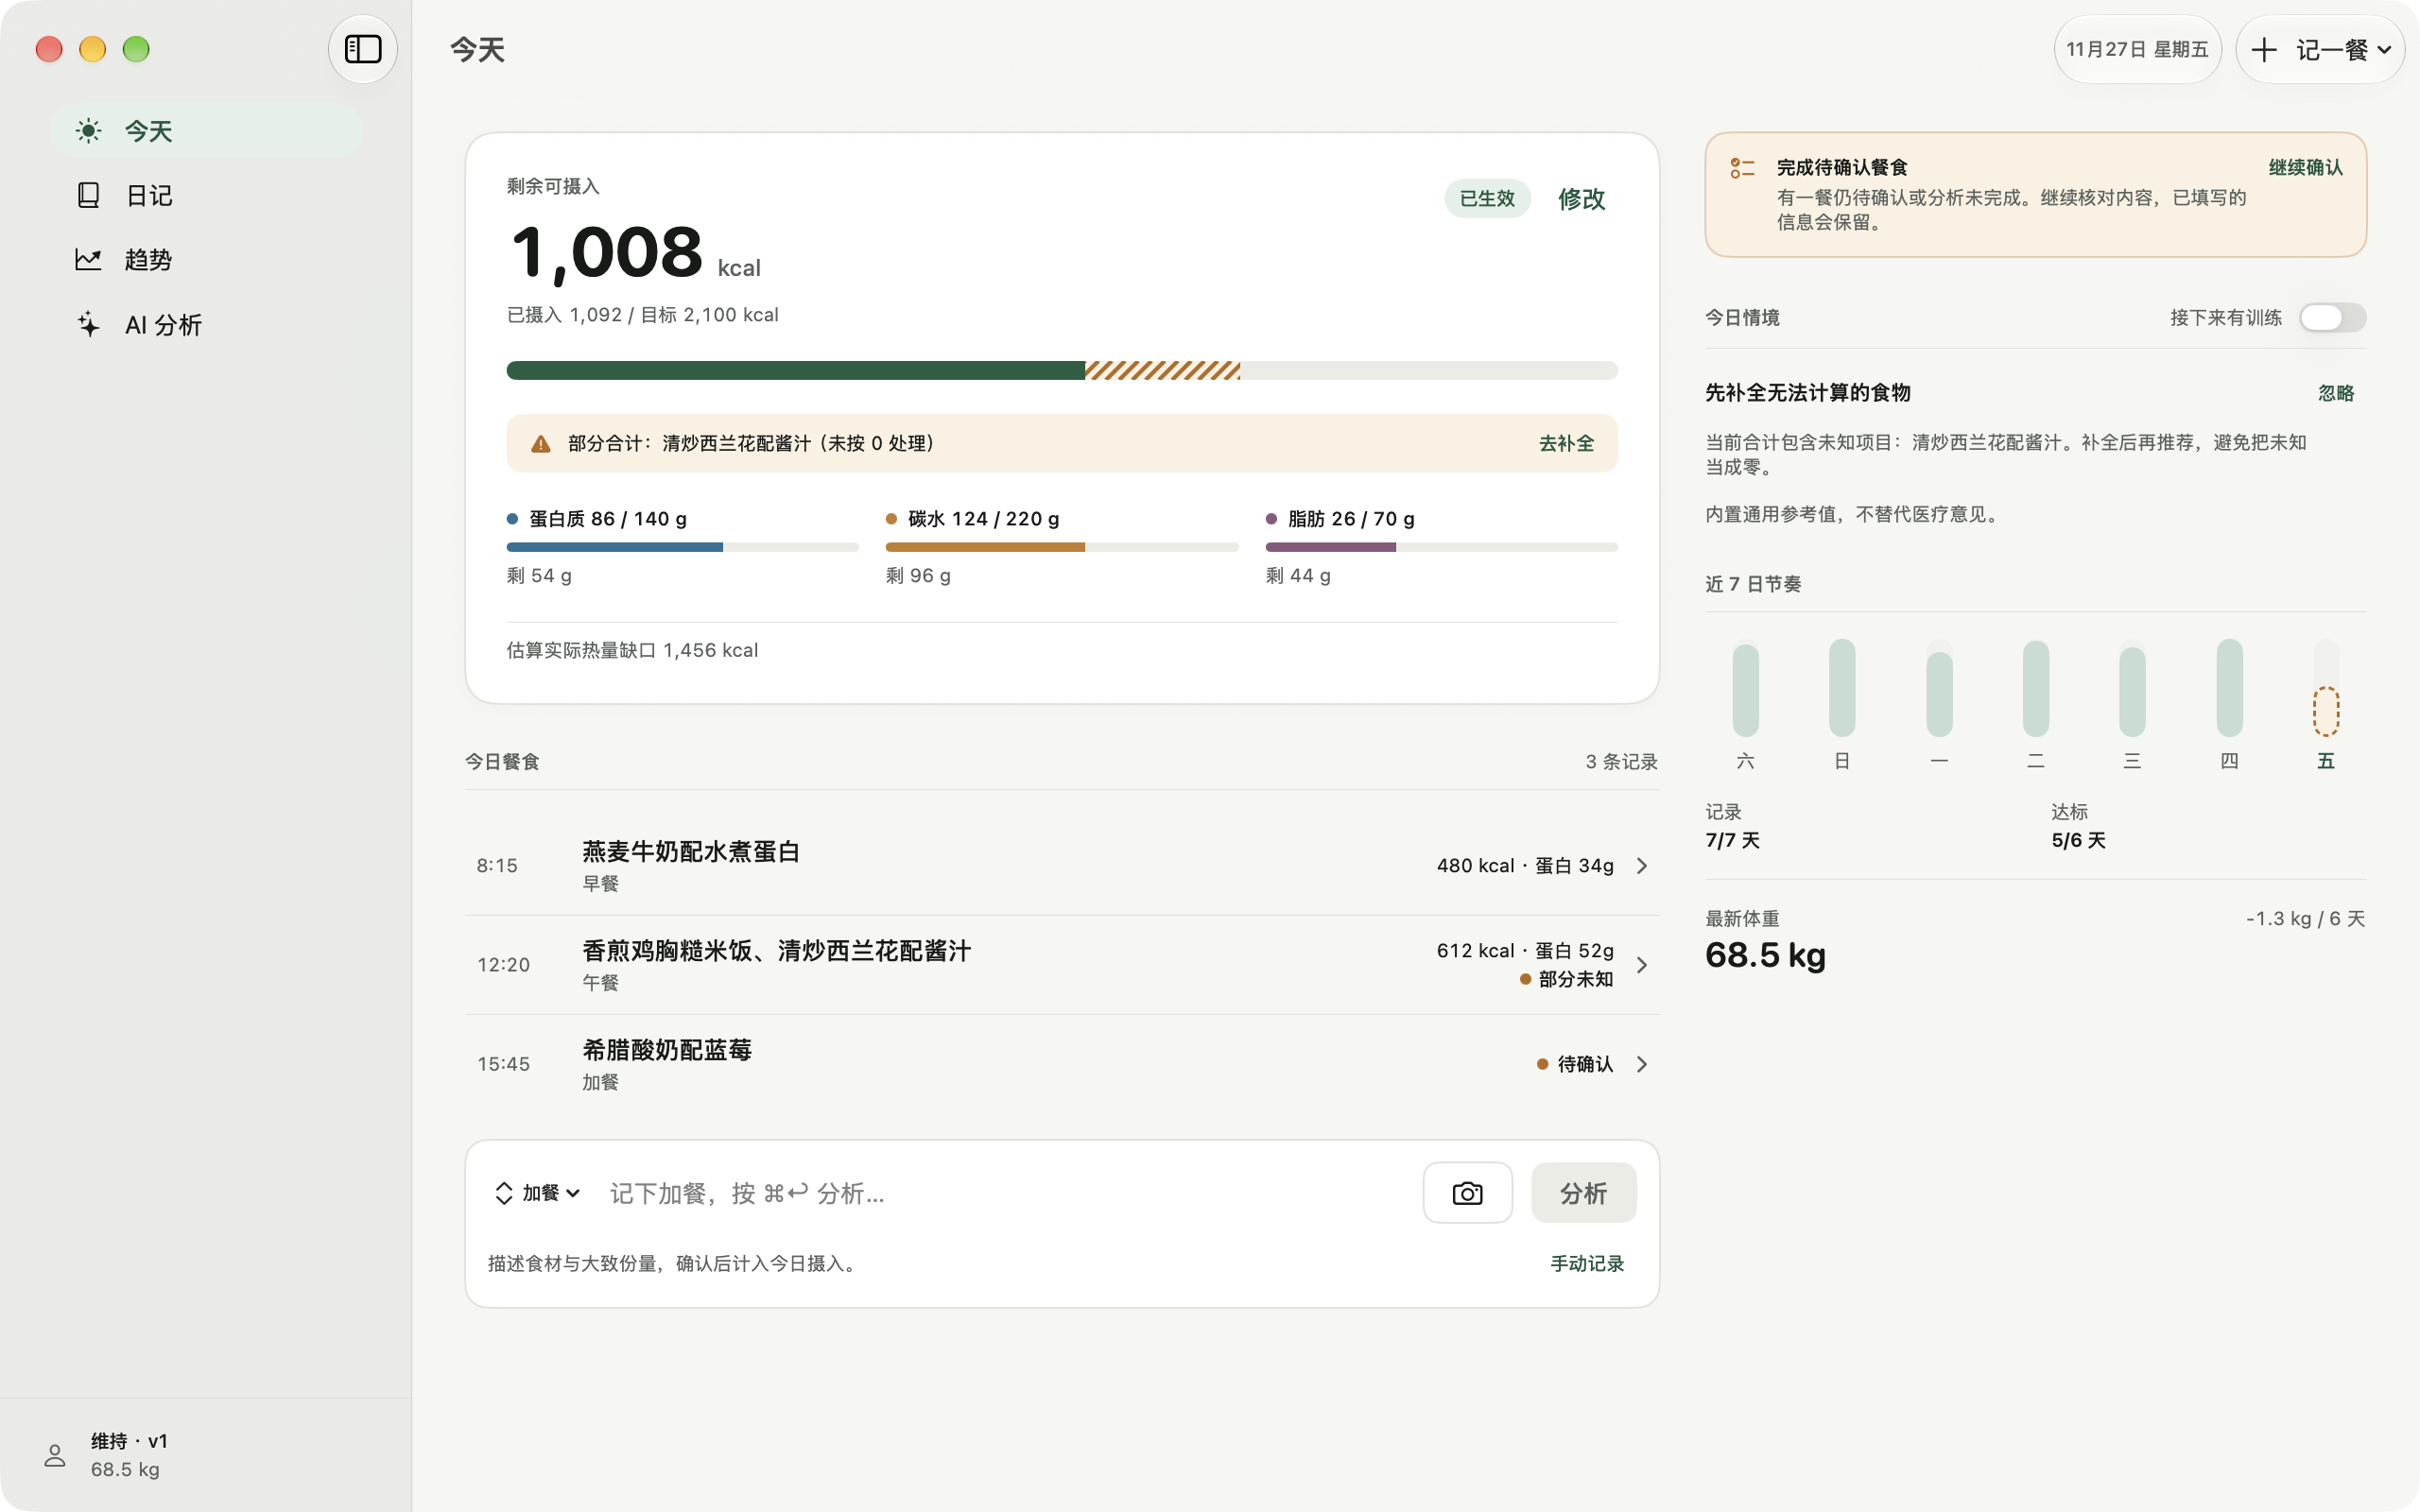 今天
日记
趋势
AI 分析
维持 · v1
68.5 kg
今天
11月27日 星期五
记一餐
剩余可摄入
已生效
修改
1,008 kcal
已摄入 1,092 / 目标 2,100 kcal
部分合计：清炒西兰花配酱汁（未按 0 处理）
去补全
蛋白质 86 / 140 g
碳水 124 / 220 g
脂肪 26 / 70 g
剩 54 g
剩 96 g
剩 44 g
估算实际热量缺口 1,456 kcal
今日餐食
3 条记录
8:15
燕麦牛奶配水煮蛋白
早餐
480 kcal · 蛋白 34g
12:20
香煎鸡胸糙米饭、清炒西兰花配酱汁
午餐
612 kcal · 蛋白 52g
部分未知
15:45
希腊酸奶配蓝莓
加餐
待确认
加餐
记下加餐，按 ⌘↩ 分析...
分析
描述食材与大致份量，确认后计入今日摄入。
手动记录
完成待确认餐食
继续确认
有一餐仍待确认或分析未完成。继续核对内容，已填写的
信息会保留。
今日情境
接下来有训练
先补全无法计算的食物
忽略
当前合计包含未知项目：清炒西兰花配酱汁。补全后再推荐，避免把未知
当成零。
内置通用参考值，不替代医疗意见。
近 7 日节奏
六
日
一
二
三
四
五
记录
达标
7/7 天
5/6 天
最新体重
-1.3 kg / 6 天
68.5 kg